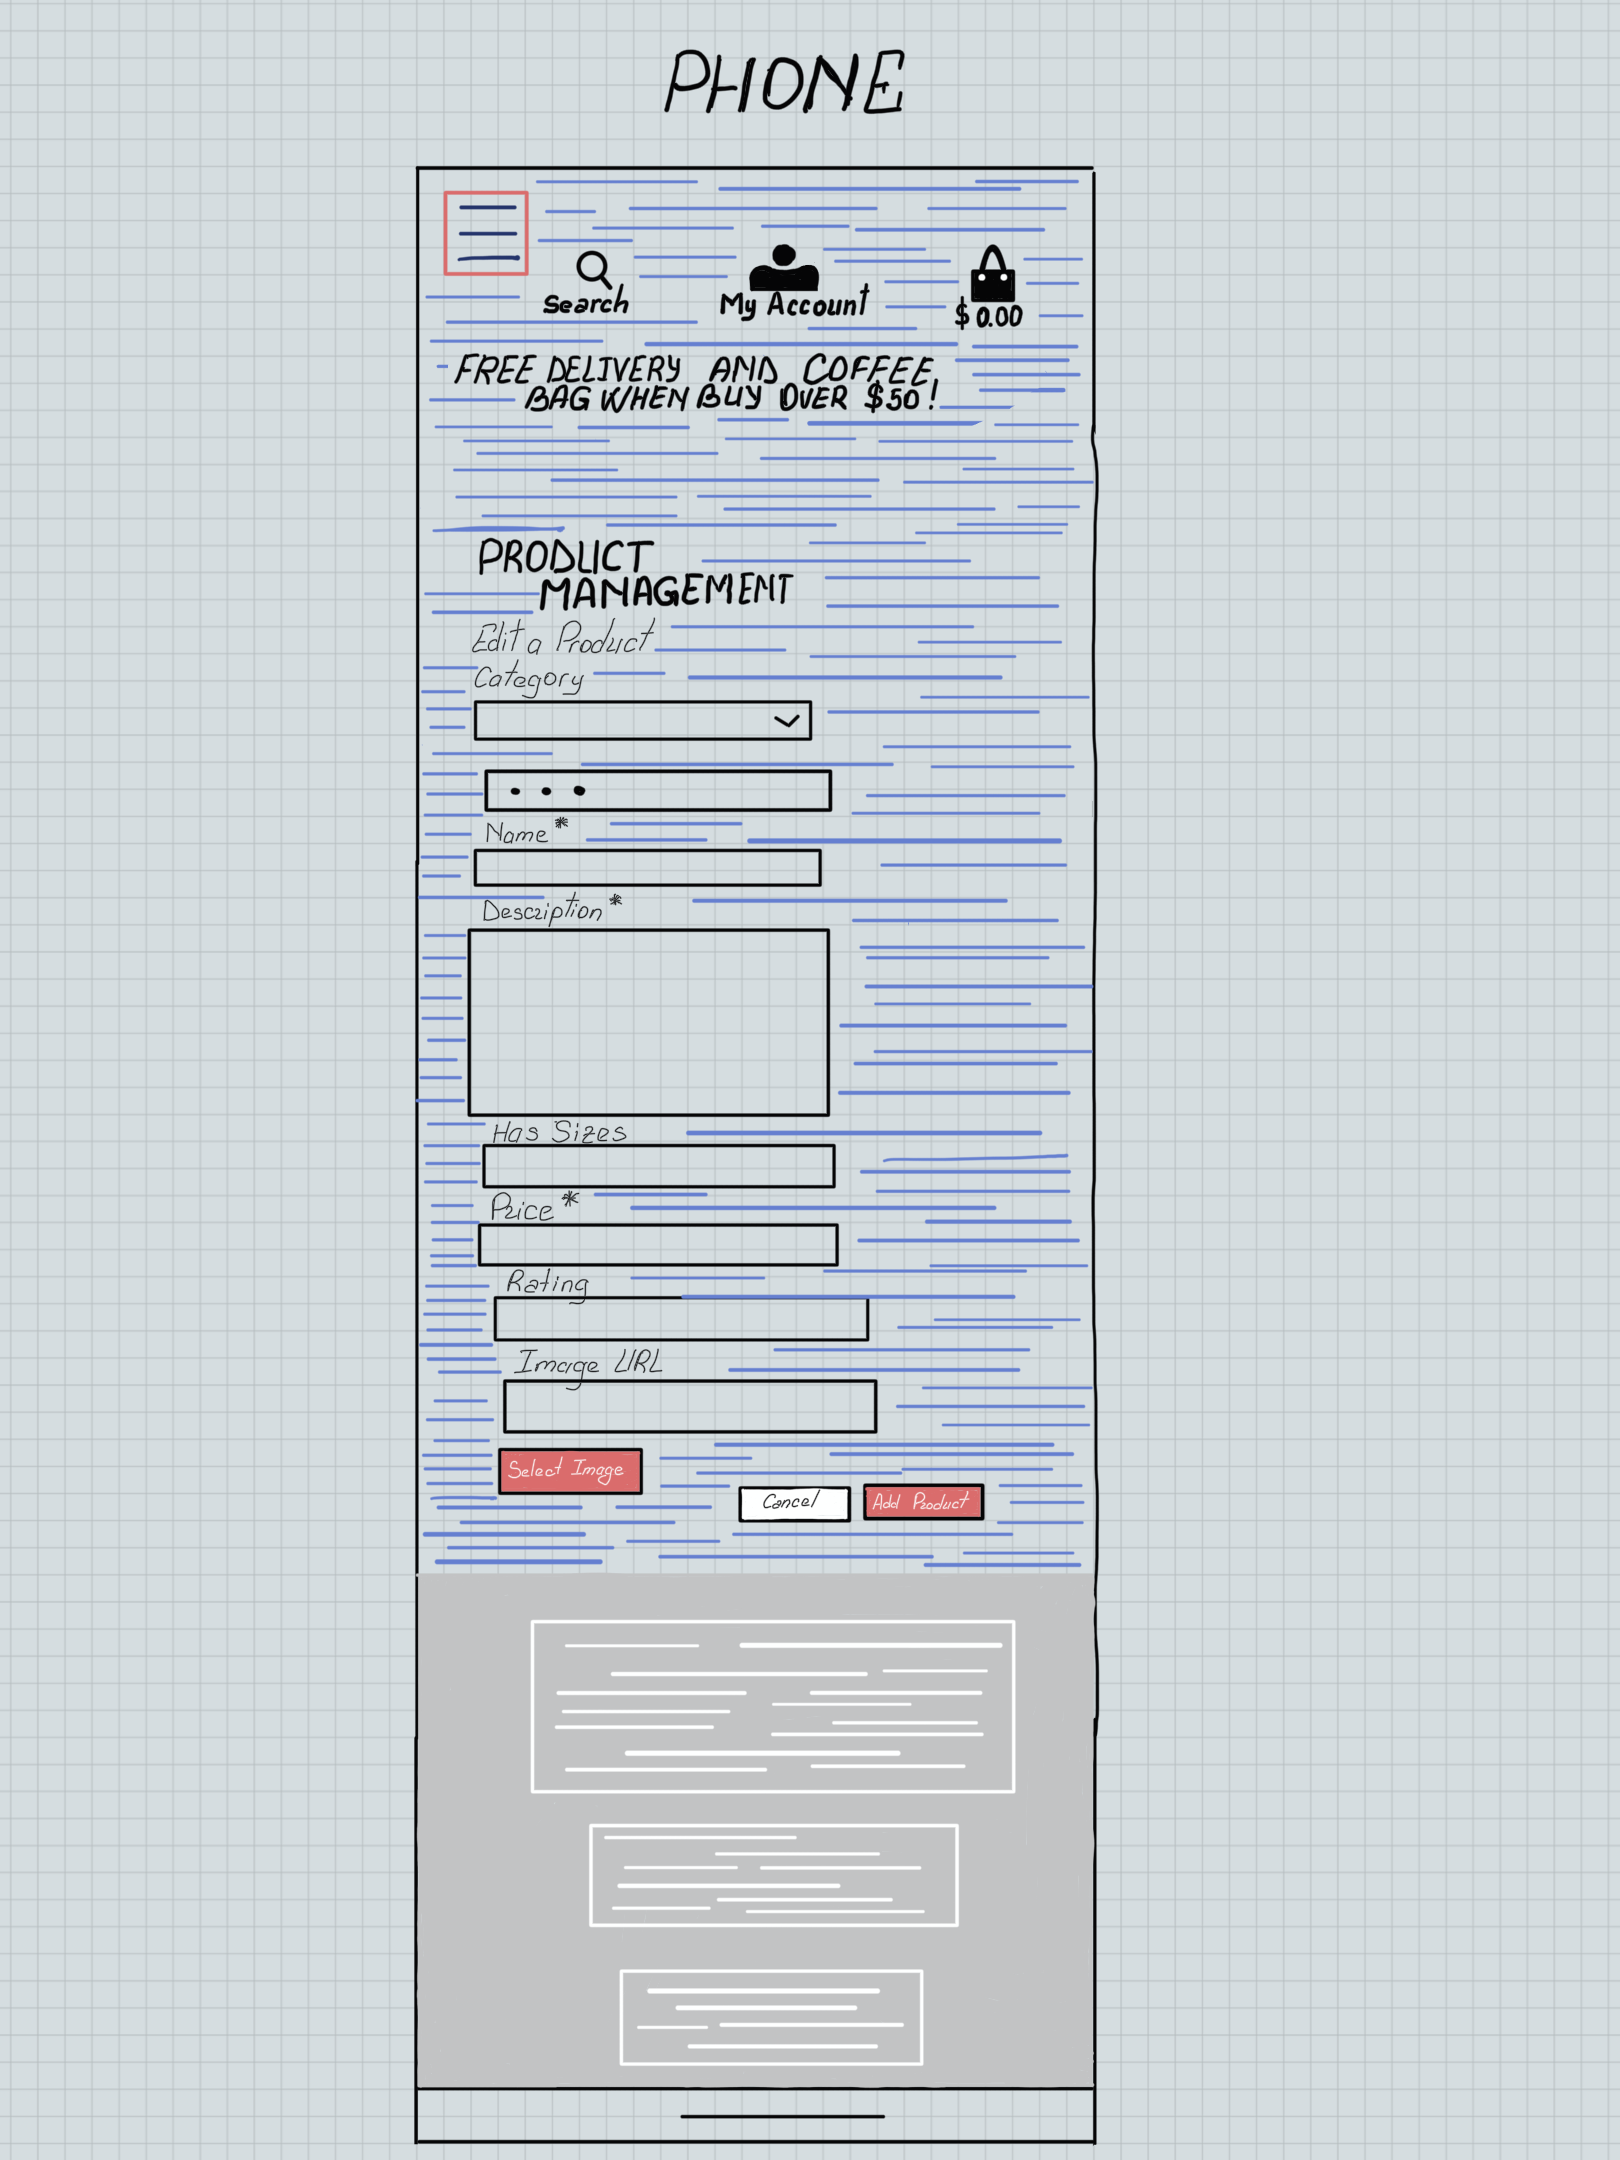 PHONE
Search
My Account
$0.00
FREE DELIVERY AND COFFEE
BAG WHEN BUY OVER $50!
PRODUCT
MANAGEMENT
Edit a Product
Category
Name*
Description*
Has Sizes
Price*
Rating
Image URL
Select Image
Cancel
Add Product